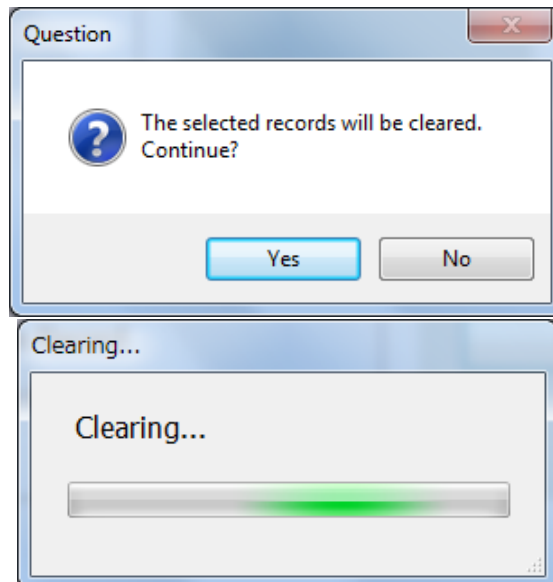 Question
The selected records will be cleared.
Continue?
Yes
No
Clearing...
Clearing...